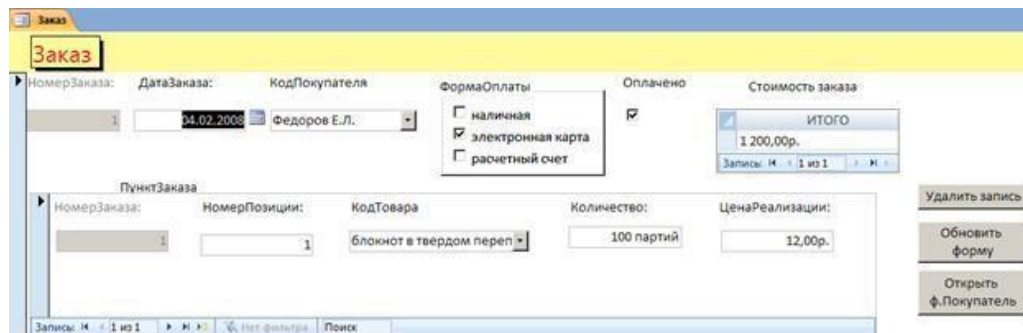 Заказ
Заказ
НомерЗаказа: ДатаЗаказа: КодПокупателя ФормаОплаты Оплачено Стоимость заказа
1 04.02.2008 Федоров Е.Л. наличная ИТОГО
электронная карта 1 200,00р.
расчетный счет Записи: 1 из 1
ПунктЗаказа
НомерЗаказа: НомерПозиции: КодТовара Количество: ЦенаРеализации: Удалить запись
1 1 блокнот в твердом переп 100 партий 12,00р. Обновить
форму
Открыть
ф.Покупатель
Записи: 1 из 1 Нет фильтра Поиск